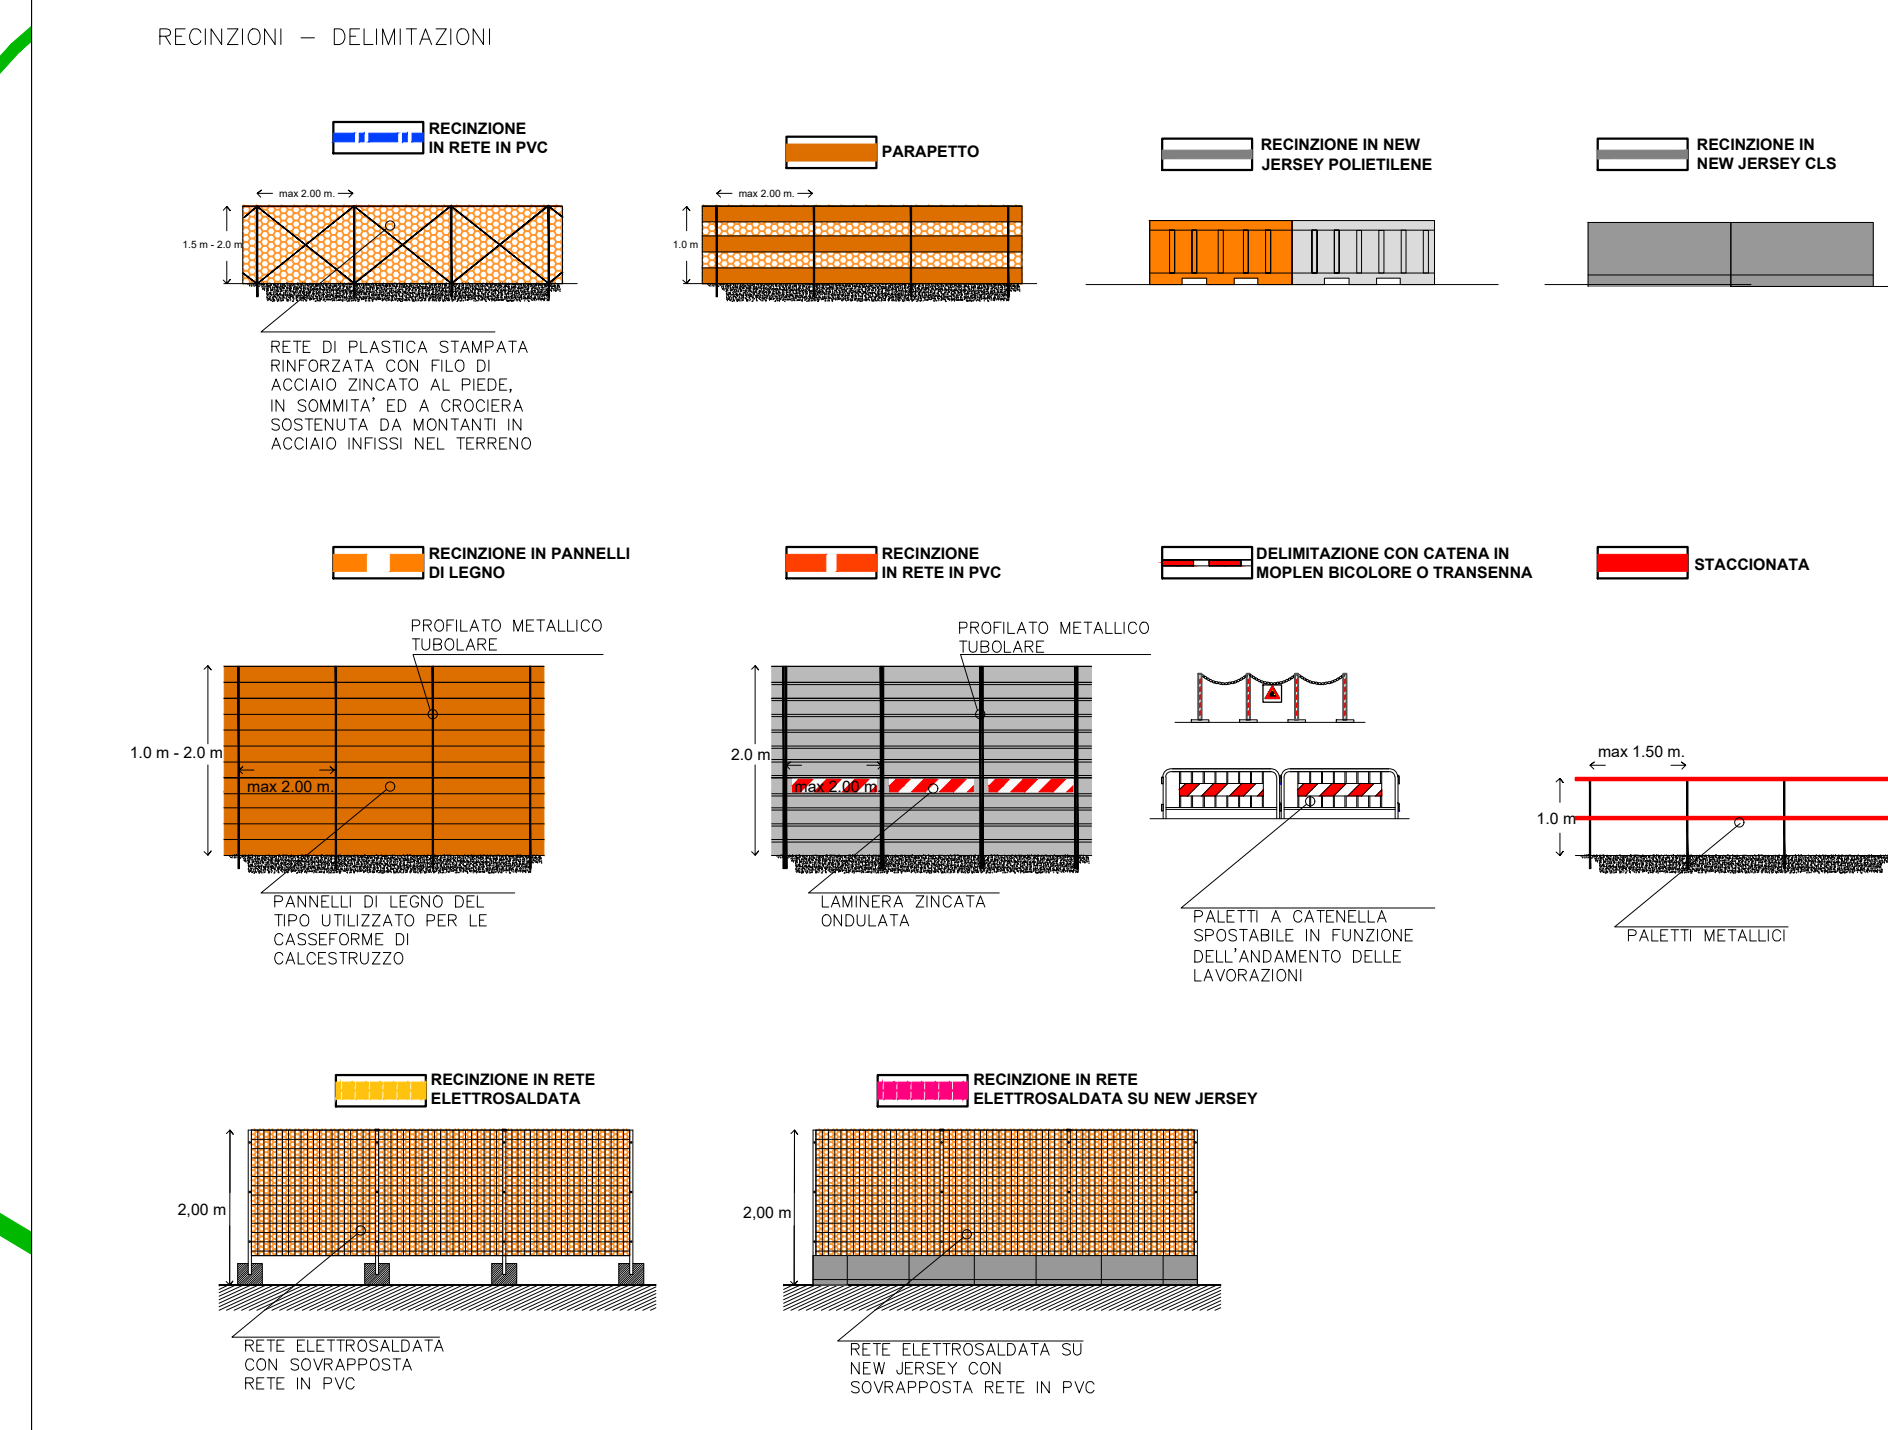 RECINZIONI – DELIMITAZIONI
RECINZIONE
IN RETE IN PVC
max 2.00 m.
1.5 m - 2.0 m
RETE DI PLASTICA STAMPATA
RINFORZATA CON FILO DI
ACCIAIO ZINCATO AL PIEDE,
IN SOMMITA' ED A CROCIERA
SOSTENUTA DA MONTANTI IN
ACCIAIO INFISSI NEL TERRENO
PARAPETTO
max 2.00 m.
1.0 m
RECINZIONE IN NEW
JERSEY POLIETILENE
RECINZIONE IN
NEW JERSEY CLS
RECINZIONE IN PANNELLI
DI LEGNO
PROFILATO METALLICO
TUBOLARE
1.0 m - 2.0 m
max 2.00 m.
PANNELLI DI LEGNO DEL
TIPO UTILIZZATO PER LE
CASSEFORME DI
CALCESTRUZZO
RECINZIONE
IN RETE IN PVC
PROFILATO METALLICO
TUBOLARE
2.0 m
max 2.00 m.
LAMINERA ZINCATA
ONDULATA
DELIMITAZIONE CON CATENA IN
MOPLEN BICOLORE O TRANSENNA
PALETTI A CATENELLA
SPOSTABILE IN FUNZIONE
DELL'ANDAMENTO DELLE
LAVORAZIONI
STACCIONATA
max 1.50 m.
1.0 m
PALETTI METALLICI
RECINZIONE IN RETE
ELETTROSALDATA
2,00 m
RETE ELETTROSALDATA
CON SOVRAPPOSTA
RETE IN PVC
RECINZIONE IN RETE
ELETTROSALDATA SU NEW JERSEY
2,00 m
RETE ELETTROSALDATA SU
NEW JERSEY CON
SOVRAPPOSTA RETE IN PVC